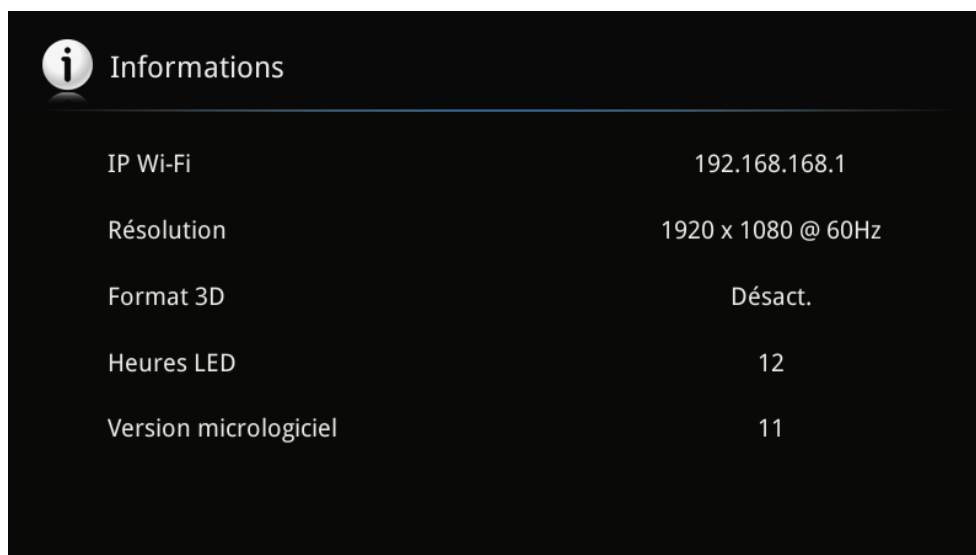 Informations
IP Wi-Fi 192.168.168.1
Résolution 1920 x 1080 @ 60Hz
Format 3D Désact.
Heures LED 12
Version micrologiciel 11